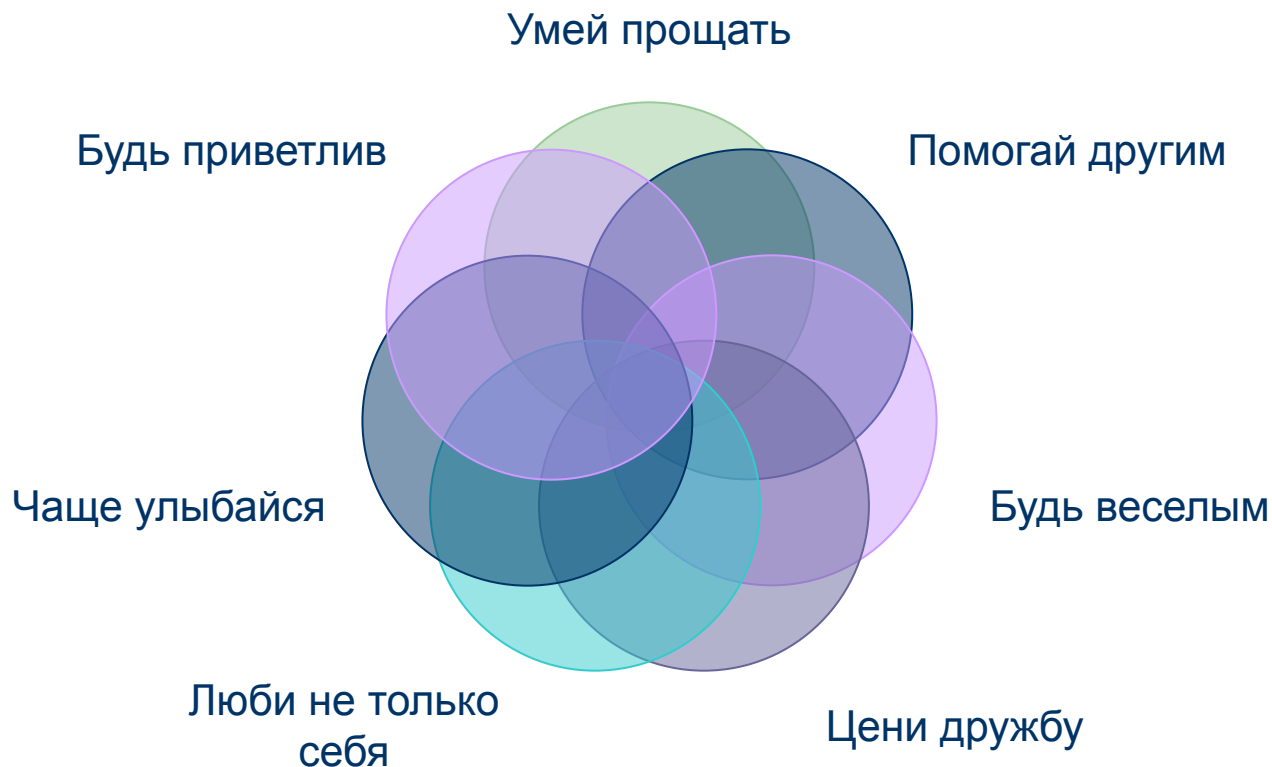 Умей прощать
Будь приветлив
Помогай другим
Чаще улыбайся
Будь веселым
Люби не только
себя
Цени дружбу